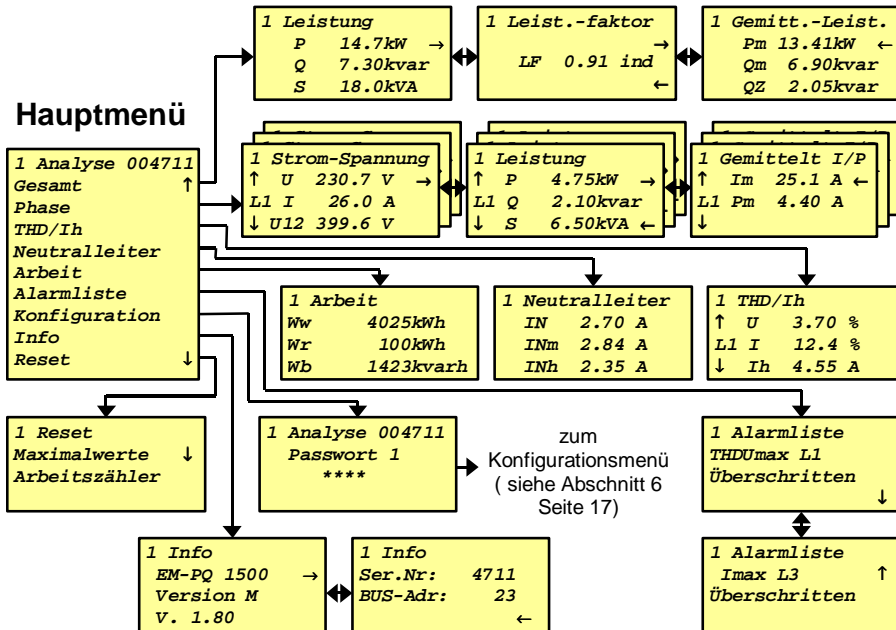 1 Leistung
P 14.7kW →
Q 7.30kvar
S 18.0kVA
1 Leist.-faktor
→
LF 0.91 ind
←
1 Gemitt.-Leist.
Pm 13.41kW ←
Qm 6.90kvar
QZ 2.05kvar
Hauptmenü
1 Analyse 004711
Gesamt ↑
Phase
THD/Ih
Neutralleiter
Arbeit
Alarmliste
Konfiguration
Info
Reset ↓
1 Strom-Spannung
↑ U 230.7 V →
L1 I 26.0 A
↓ U12 399.6 V
1 Leistung
↑ P 4.75kW →
L1 Q 2.10kvar
↓ S 6.50kVA ←
1 Gemittelt I/P
↑ Im 25.1 A ←
L1 Pm 4.40 A
↓
1 Arbeit
Ww 4025kWh
Wr 100kWh
Wb 1423kvarh
1 Neutralleiter
IN 2.70 A
INm 2.84 A
INh 2.35 A
1 THD/Ih
↑ U 3.70 %
L1 I 12.4 %
↓ Ih 4.55 A
1 Reset
Maximalwerte ↓
Arbeitszähler
1 Analyse 004711
Passwort 1
****
zum
Konfigurationsmenü
( siehe Abschnitt 6
Seite 17)
1 Alarmliste
THDUmax L1
Überschritten
↓
1 Info
EM-PQ 1500 →
Version M
V. 1.80
1 Info
Ser.Nr: 4711
BUS-Adr: 23
←
1 Alarmliste
Imax L3 ↑
Überschritten